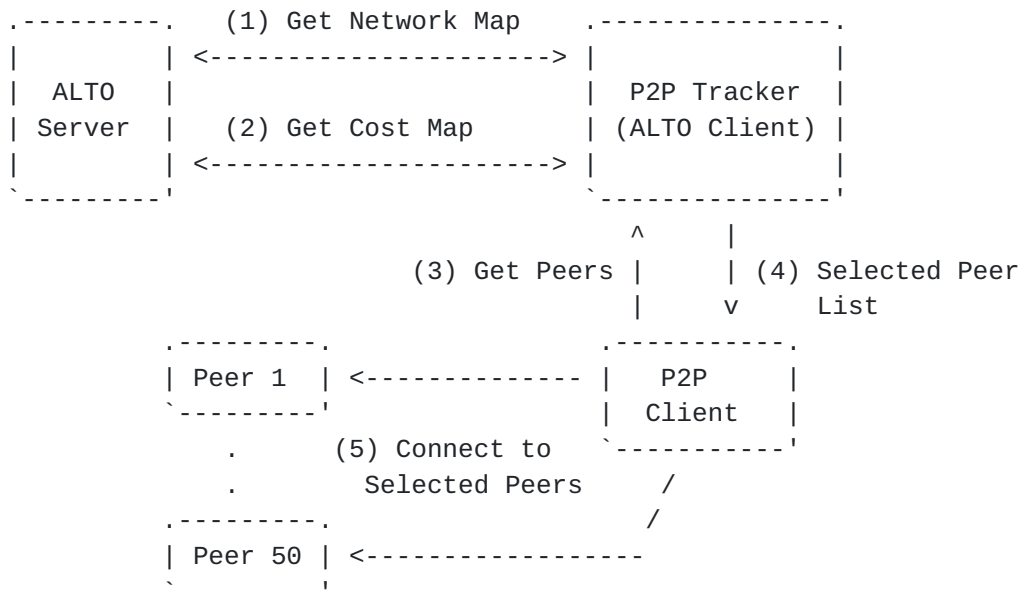 (1) Get Network Map
ALTO P2P Tracker
Server (2) Get Cost Map (ALTO Client)
(3) Get Peers (4) Selected Peer
List
Peer 1 P2P
Client
(5) Connect to
Selected Peers
Peer 50